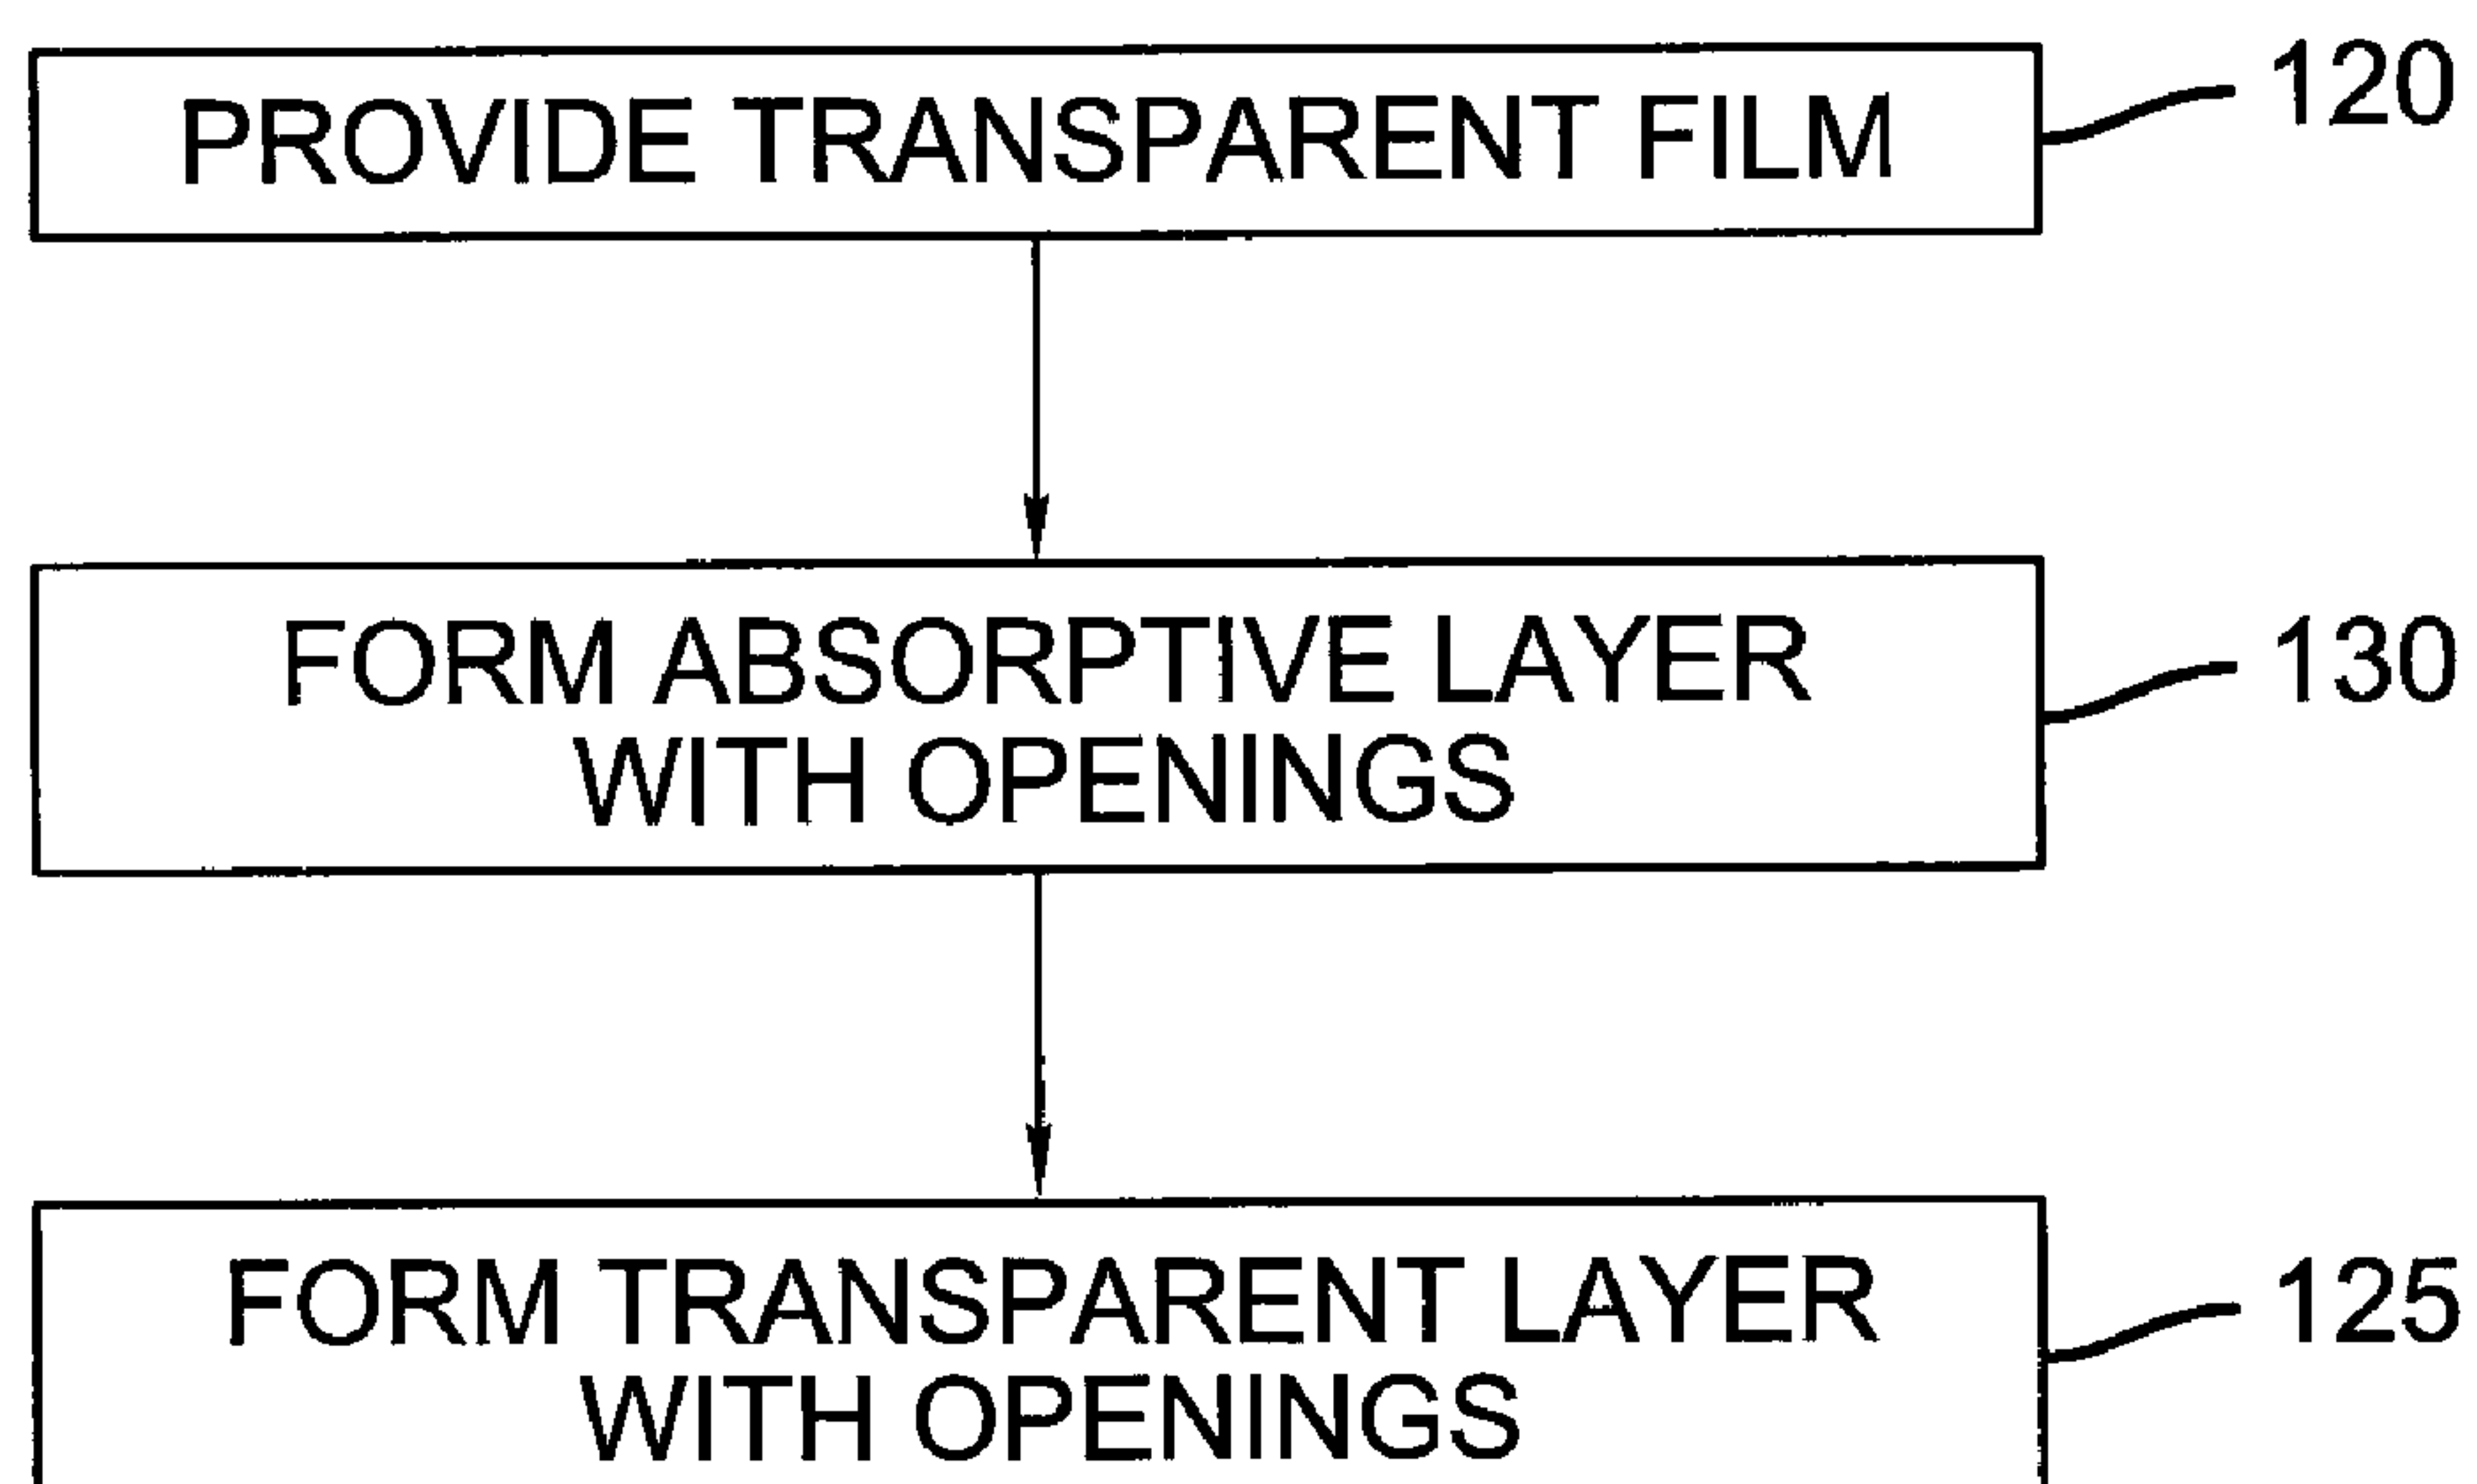 PROVIDE TRANSPARENT FILM
120
FORM ABSORPTIVE LAYER
WITH OPENINGS
130
FORM TRANSPARENT LAYER
WITH OPENINGS
125